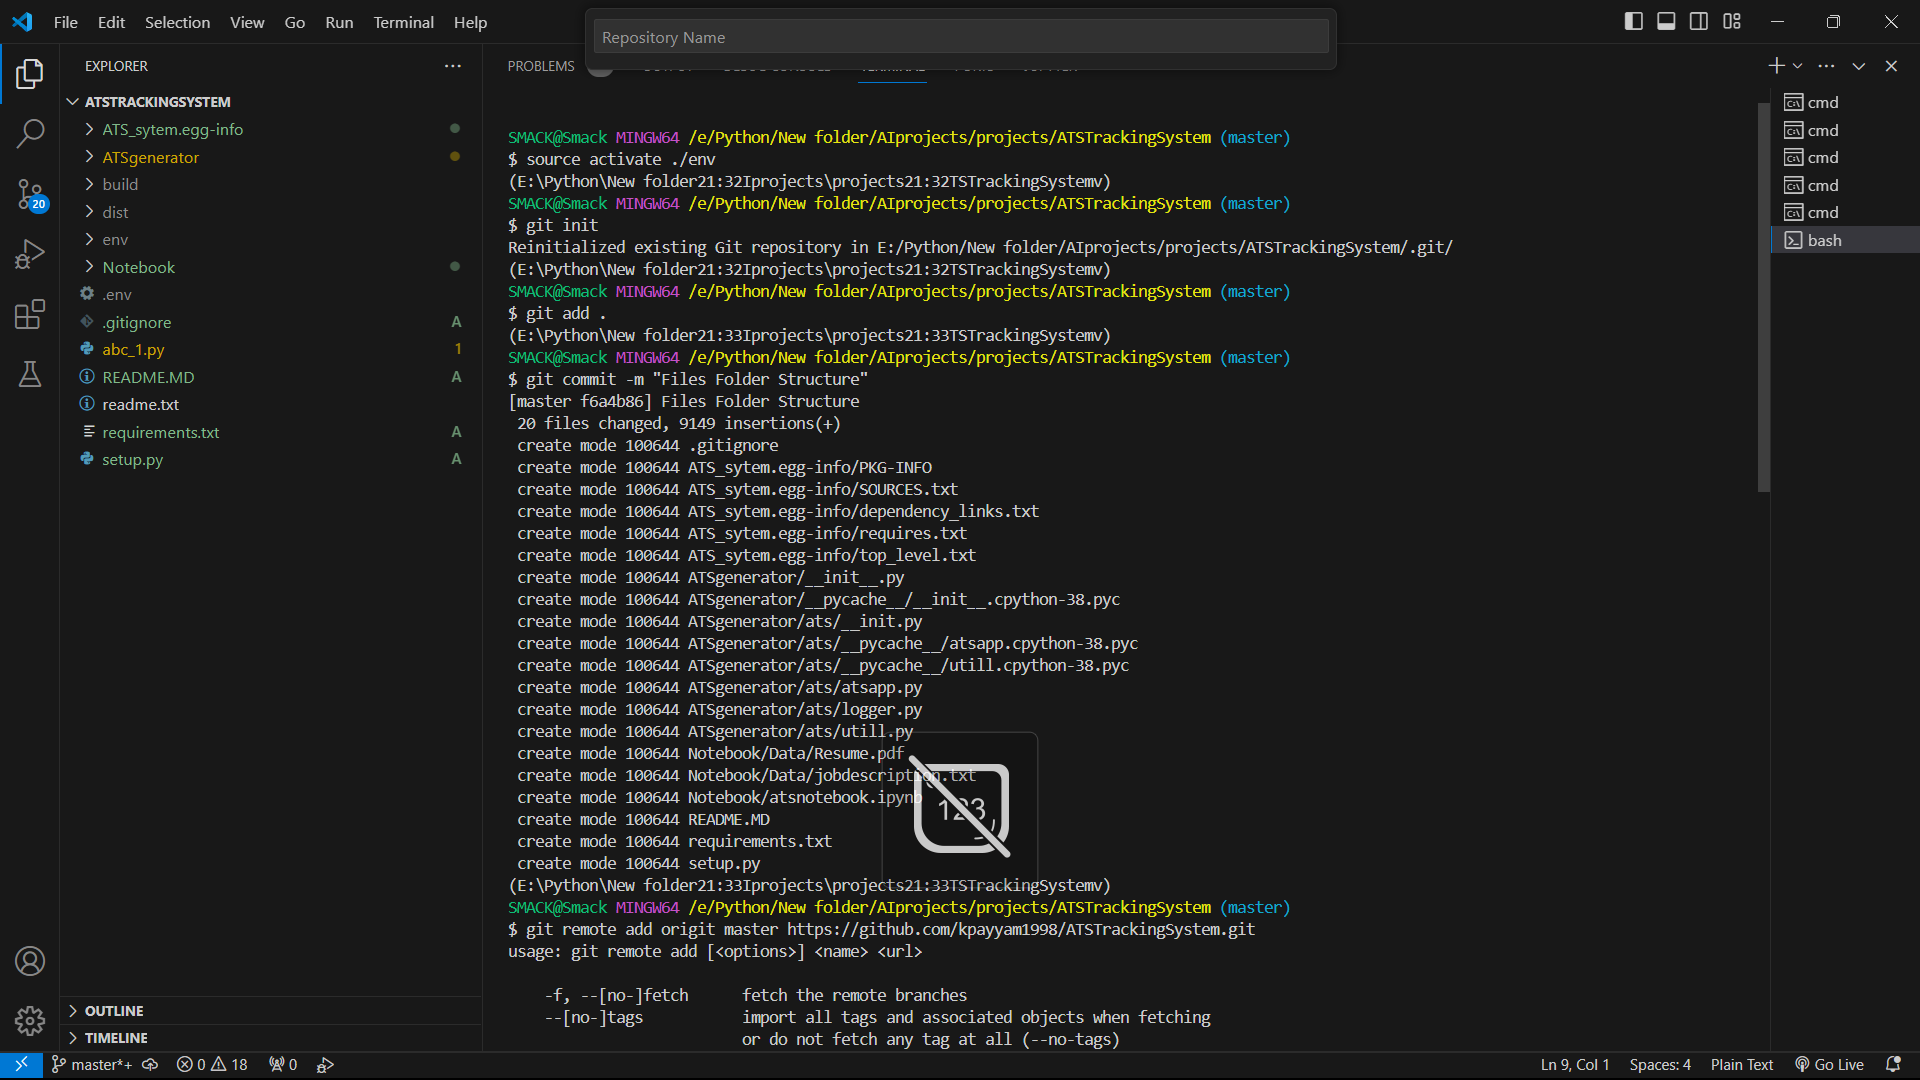 File Edit Selection View Go Run Terminal Help
Repository Name
EXPLORER
PROBLEMS
ATSTRACKINGSYSTEM
ATS_sytem.egg-info
ATSgenerator
build
dist
env
Notebook
.env
.gitignore A
abc_1.py 1
README.MD A
readme.txt
requirements.txt A
setup.py A
OUTLINE
TIMELINE
20
SMACK@Smack MINGW64 /e/Python/New folder/AIprojects/projects/ATSTrackingSystem (master)
$ source activate ./env
(E:\Python\New folder21:32Iprojects\projects21:32TSTrackingSystemv)
SMACK@Smack MINGW64 /e/Python/New folder/AIprojects/projects/ATSTrackingSystem (master)
$ git init
Reinitialized existing Git repository in E:/Python/New folder/AIprojects/projects/ATSTrackingSystem/.git/
(E:\Python\New folder21:32Iprojects\projects21:32TSTrackingSystemv)
SMACK@Smack MINGW64 /e/Python/New folder/AIprojects/projects/ATSTrackingSystem (master)
$ git add .
(E:\Python\New folder21:33Iprojects\projects21:33TSTrackingSystemv)
SMACK@Smack MINGW64 /e/Python/New folder/AIprojects/projects/ATSTrackingSystem (master)
$ git commit -m "Files Folder Structure"
[master f6a4b86] Files Folder Structure
20 files changed, 9149 insertions(+)
create mode 100644 .gitignore
create mode 100644 ATS_sytem.egg-info/PKG-INFO
create mode 100644 ATS_sytem.egg-info/SOURCES.txt
create mode 100644 ATS_sytem.egg-info/dependency_links.txt
create mode 100644 ATS_sytem.egg-info/requires.txt
create mode 100644 ATS_sytem.egg-info/top_level.txt
create mode 100644 ATSgenerator/__init__.py
create mode 100644 ATSgenerator/__pycache__/__init__.cpython-38.pyc
create mode 100644 ATSgenerator/ats/__init.py
create mode 100644 ATSgenerator/ats/__pycache__/atsapp.cpython-38.pyc
create mode 100644 ATSgenerator/ats/__pycache__/utill.cpython-38.pyc
create mode 100644 ATSgenerator/ats/atsapp.py
create mode 100644 ATSgenerator/ats/logger.py
create mode 100644 ATSgenerator/ats/utill.py
create mode 100644 Notebook/Data/Resume.pdf
create mode 100644 Notebook/Data/jobdescription.txt
create mode 100644 Notebook/atsnotebook.ipynb
create mode 100644 README.MD
create mode 100644 requirements.txt
create mode 100644 setup.py
(E:\Python\New folder21:33Iprojects\projects21:33TSTrackingSystemv)
SMACK@Smack MINGW64 /e/Python/New folder/AIprojects/projects/ATSTrackingSystem (master)
$ git remote add origit master https://github.com/kpayyam1998/ATSTrackingSystem.git
usage: git remote add [<options>] <name> <url>
-f, --[no-]fetch fetch the remote branches
--[no-]tags import all tags and associated objects when fetching
or do not fetch any tag at all (--no-tags)
123
cmd
cmd
cmd
cmd
cmd
bash
master*+ 0 18 0
Ln 9, Col 1 Spaces: 4 Plain Text Go Live